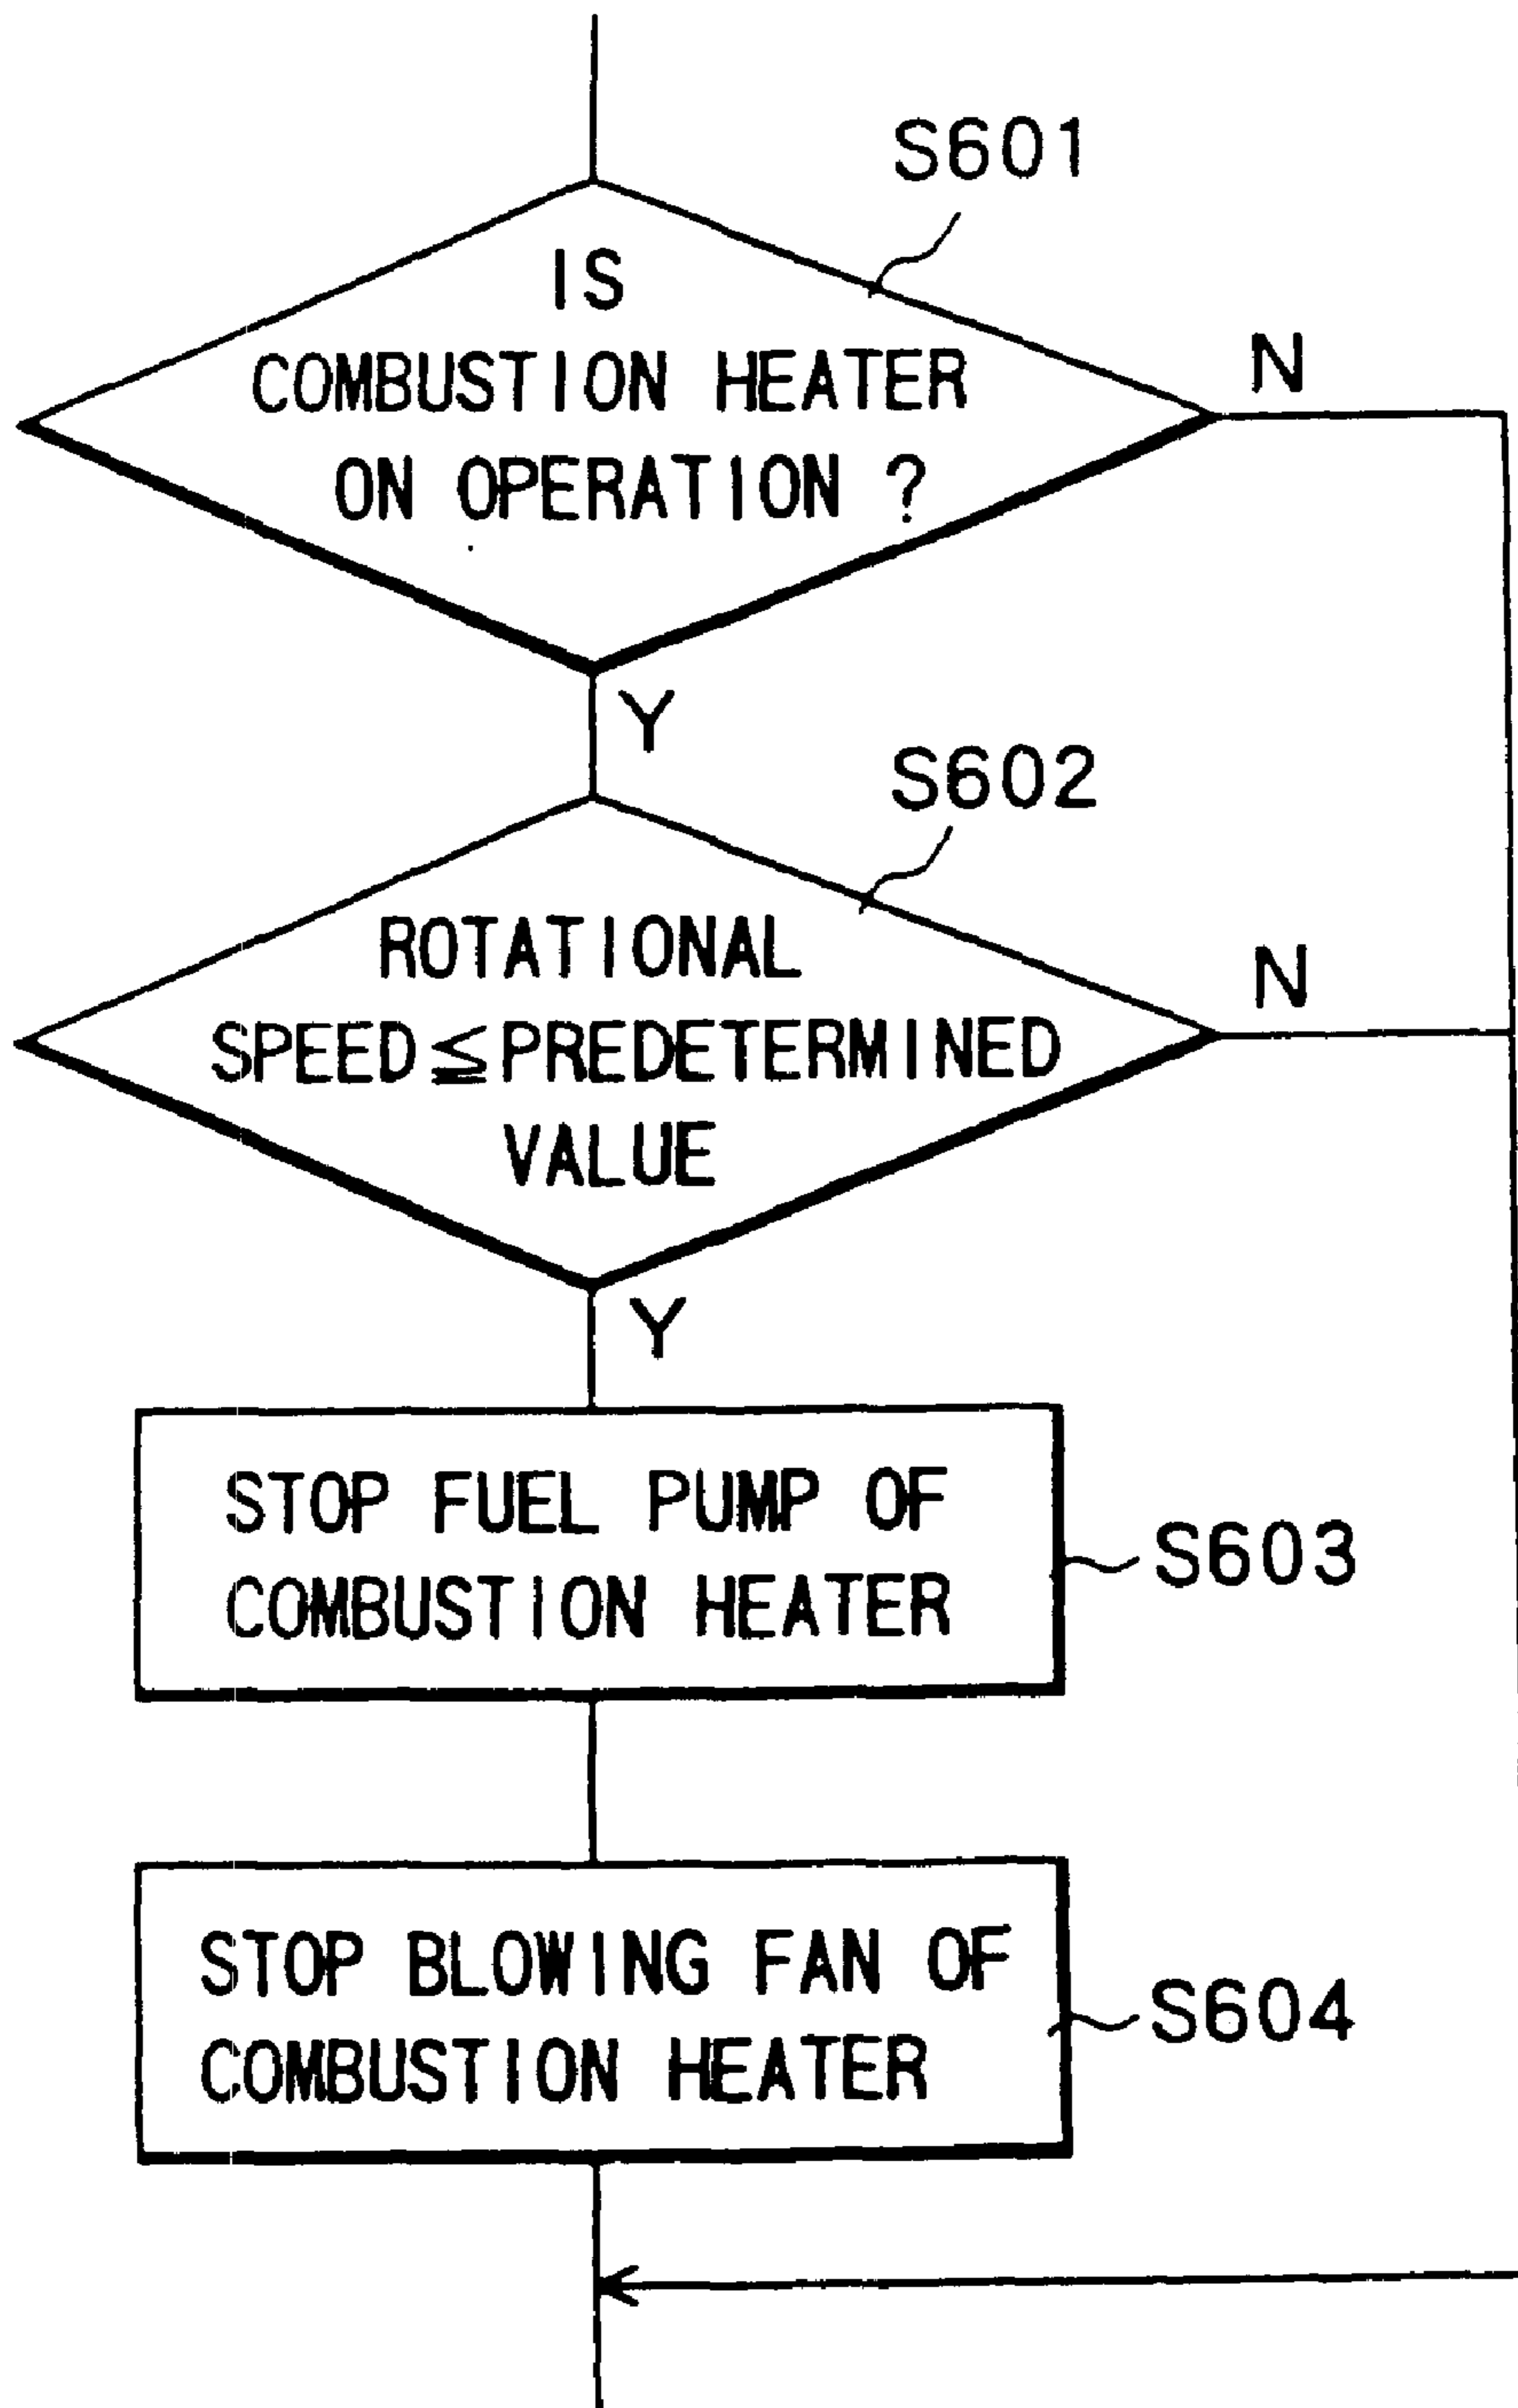 S601
IS
COMBUSTION HEATER
ON OPERATION ?
N
Y
S602
ROTATIONAL
SPEED≦PREDETERMINED
VALUE
N
Y
STOP FUEL PUMP OF
COMBUSTION HEATER
S603
STOP BLOWING FAN OF
COMBUSTION HEATER
S604